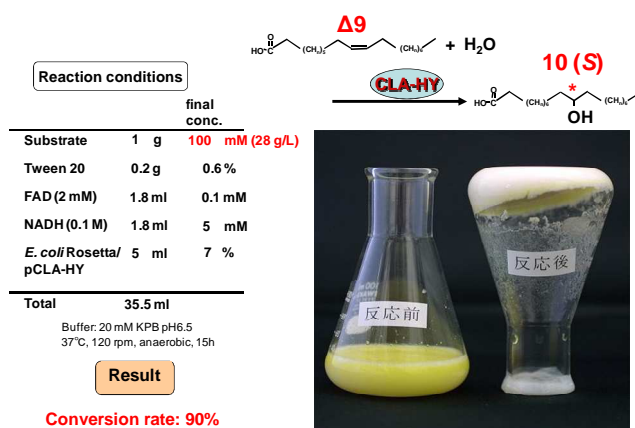 Δ9
HO-C O (CH₂)₅ (CH₂)₆ + H₂O
Reaction conditions
CLA-HY
10 (S)
*
HO-C O (CH₂)₆ (CH₂)₆
OH
final
conc.
Substrate 1 g 100 mM (28 g/L)
Tween 20 0.2 g 0.6 %
FAD (2 mM) 1.8 ml 0.1 mM
NADH (0.1 M) 1.8 ml 5 mM
E. coli Rosetta/ 5 ml 7 %
pCLA-HY
Total 35.5 ml
Buffer: 20 mM KPB pH6.5
37°C, 120 rpm, anaerobic, 15h
Result
Conversion rate: 90%
反応前
反応後